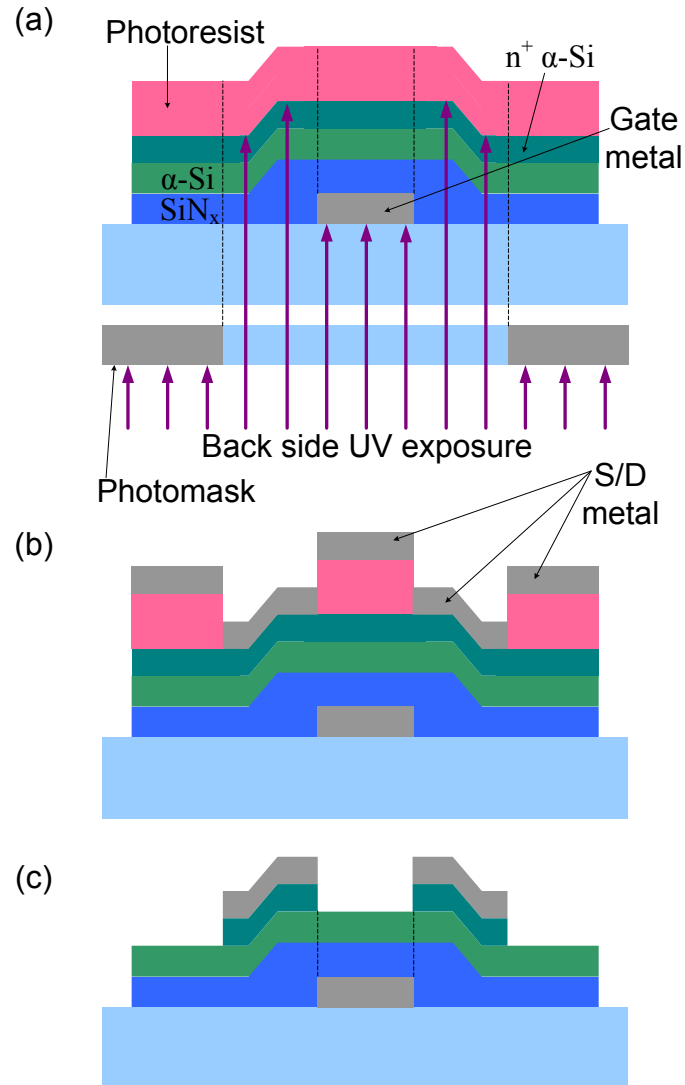 (a)
Photoresist
n⁺ α-Si
Gate
metal
α-Si
SiNₓ
Back side UV exposure
Photomask
S/D
metal
(b)
(c)